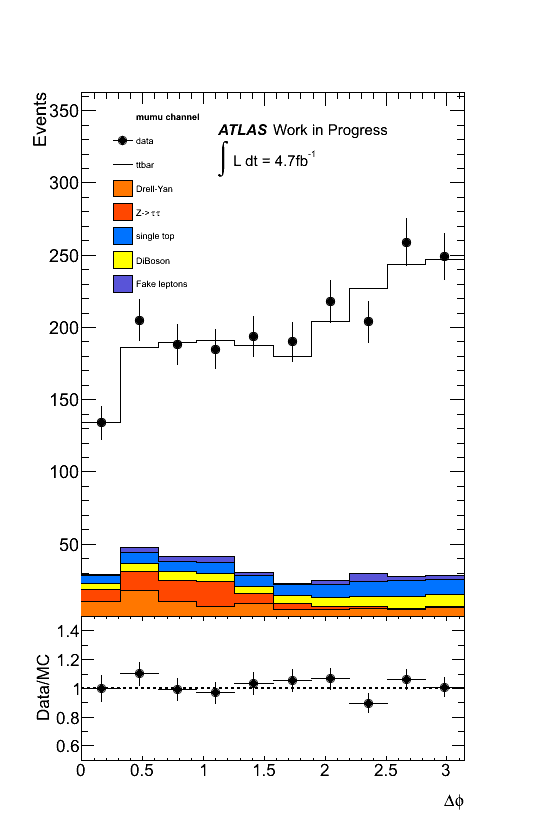 Events
350
300
250
200
150
100
50
mumu channel
data
ttbar
Drell-Yan
Z->ττ
single top
DiBoson
Fake leptons
ATLAS Work in Progress
∫ L dt = 4.7fb⁻¹
Data/MC
1.4
1.2
1
0.8
0.6
0 0.5 1 1.5 2 2.5 3
Δϕ